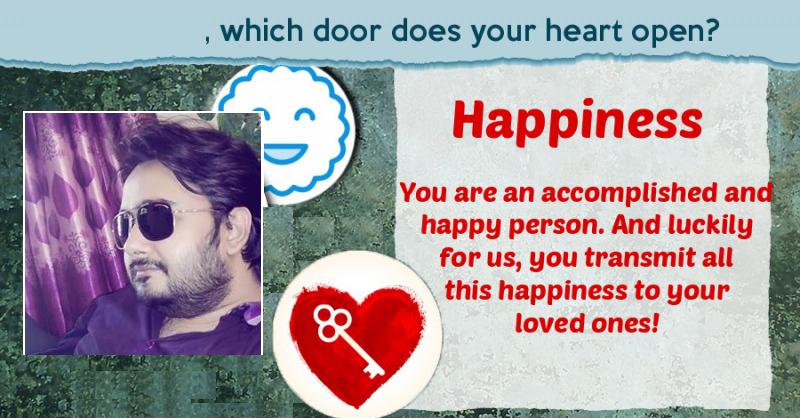 , which door does your heart open?
Happiness
You are an accomplished and
happy person. And luckily
for us, you transmit all
this happiness to your
loved ones!